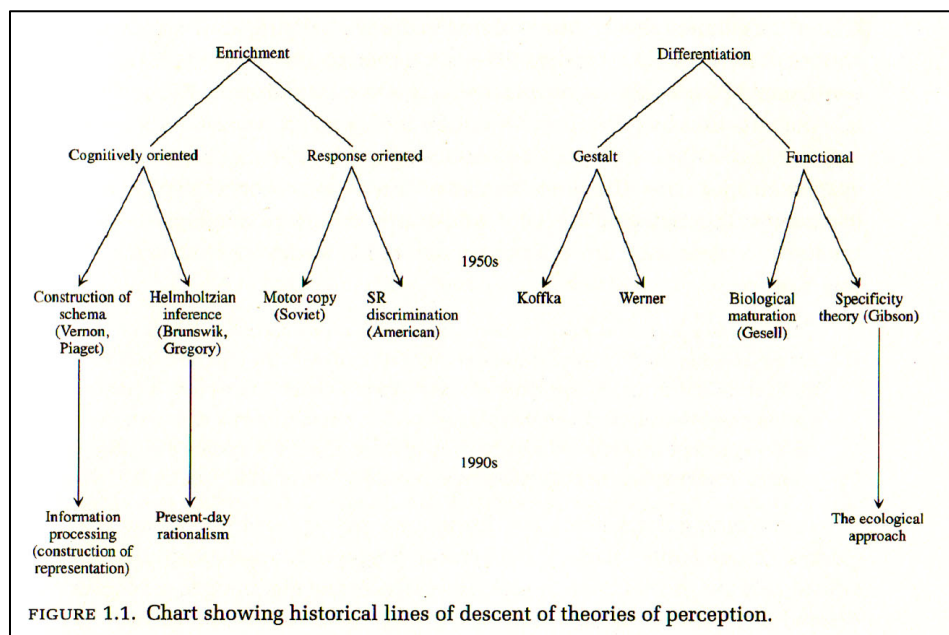 Enrichment
Differentiation
Cognitively oriented
Response oriented
Gestalt
Functional
1950s
Construction of
schema
(Vernon,
Piaget)
Helmholtzian
inference
(Brunswik,
Gregory)
Motor copy
(Soviet)
SR
discrimination
(American)
Koffka
Werner
Biological
maturation
(Gesell)
Specificity
theory (Gibson)
1990s
Information
processing
(construction of
representation)
Present-day
rationalism
The ecological
approach
FIGURE 1.1. Chart showing historical lines of descent of theories of perception.